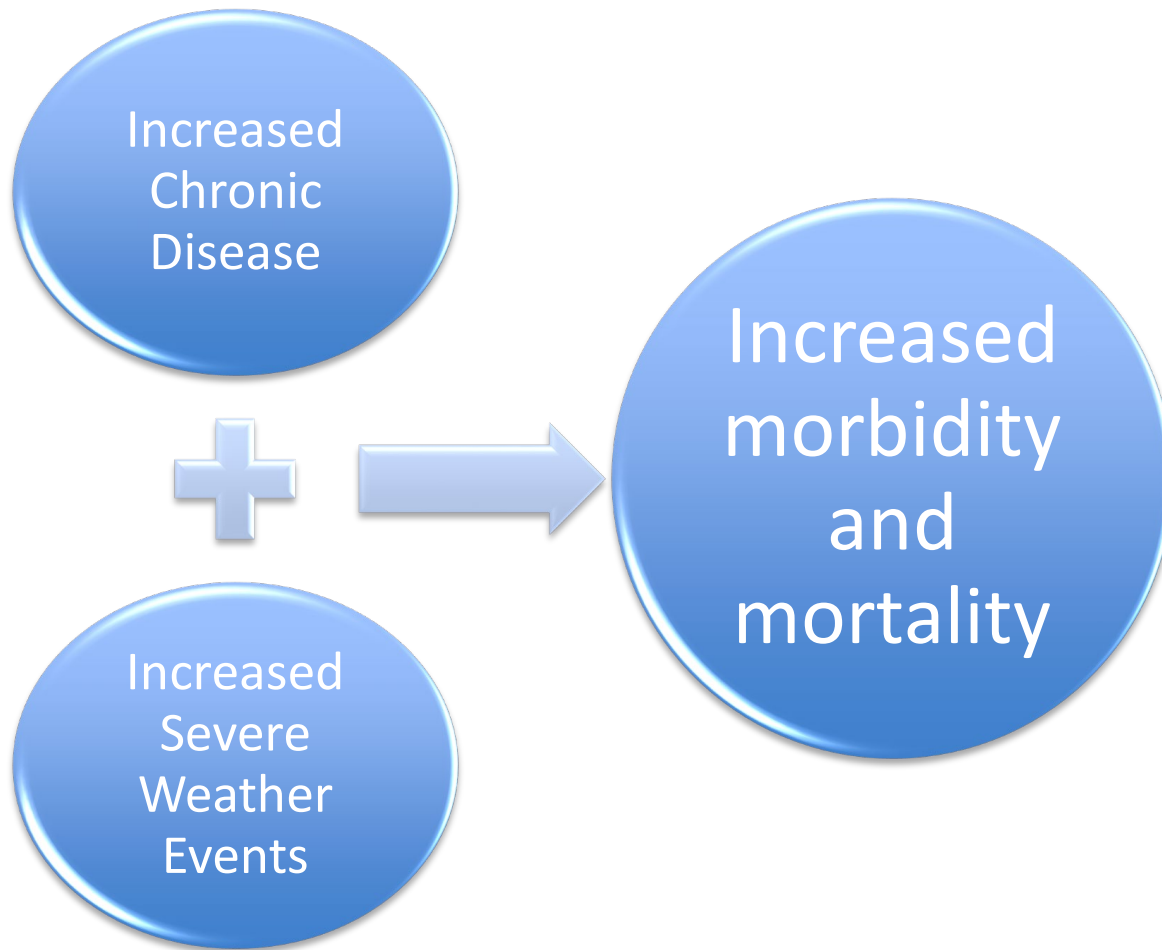 Increased
Chronic
Disease
Increased
Severe
Weather
Events
Increased
morbidity
and
mortality